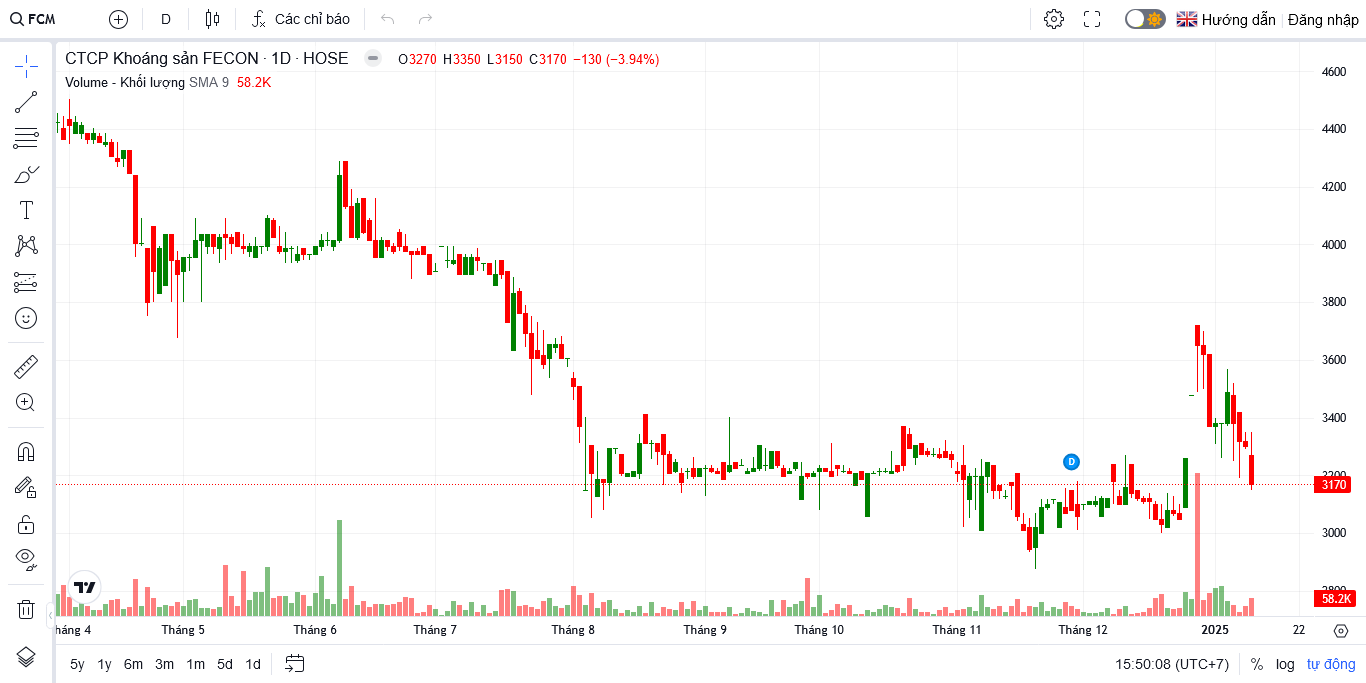 FCM D Các chỉ báo Hướng dẫn Đăng nhập
CTCP Khoáng sản FECON · 1D · HOSE O3270 H3350 L3150 C3170 −130 (−3.94%)
Volume - Khối lượng SMA 9 58.2K
4600
4400
4200
4000
3800
3600
3400
3200
3170
3000
2800
58.2K
D
háng 4 Tháng 5 Tháng 6 Tháng 7 Tháng 8 Tháng 9 Tháng 10 Tháng 11 Tháng 12 2025 22
5y 1y 6m 3m 1m 5d 1d 15:50:08 (UTC+7) % log tự động